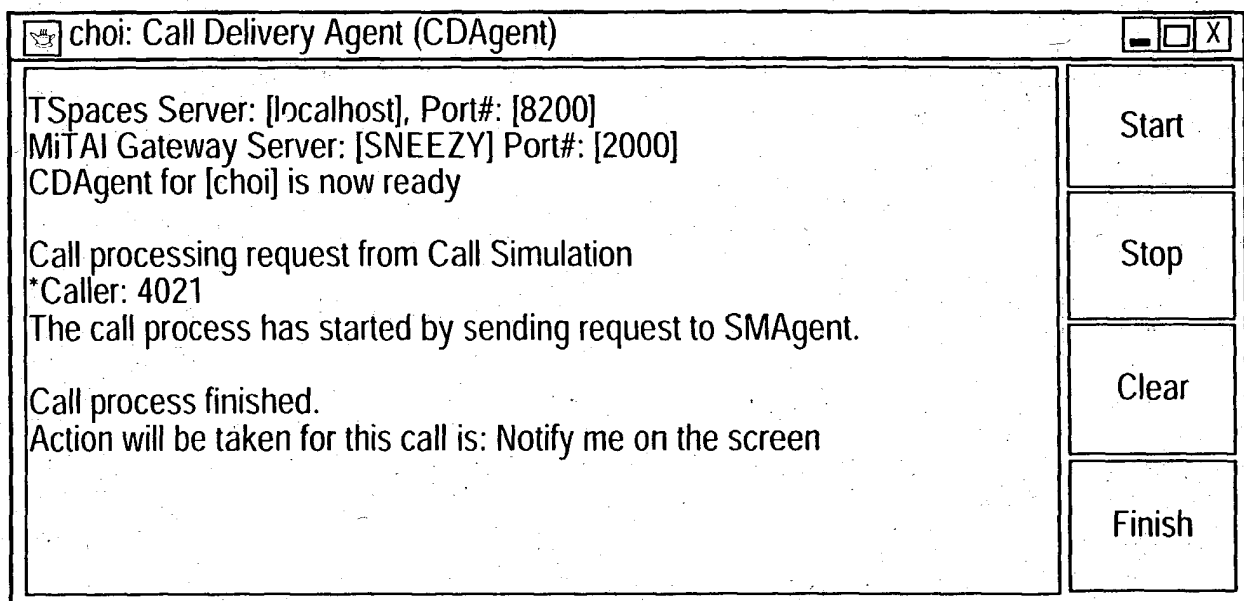 choi: Call Delivery Agent (CDAgent)
X
TSpaces Server: [localhost], Port#: [8200]
MiTAI Gateway Server: [SNEEZY] Port#: [2000]
CDAgent for [choi] is now ready
Call processing request from Call Simulation
*Caller: 4021
The call process has started by sending request to SMAgent.
Call process finished.
Action will be taken for this call is: Notify me on the screen
Start
Stop
Clear
Finish